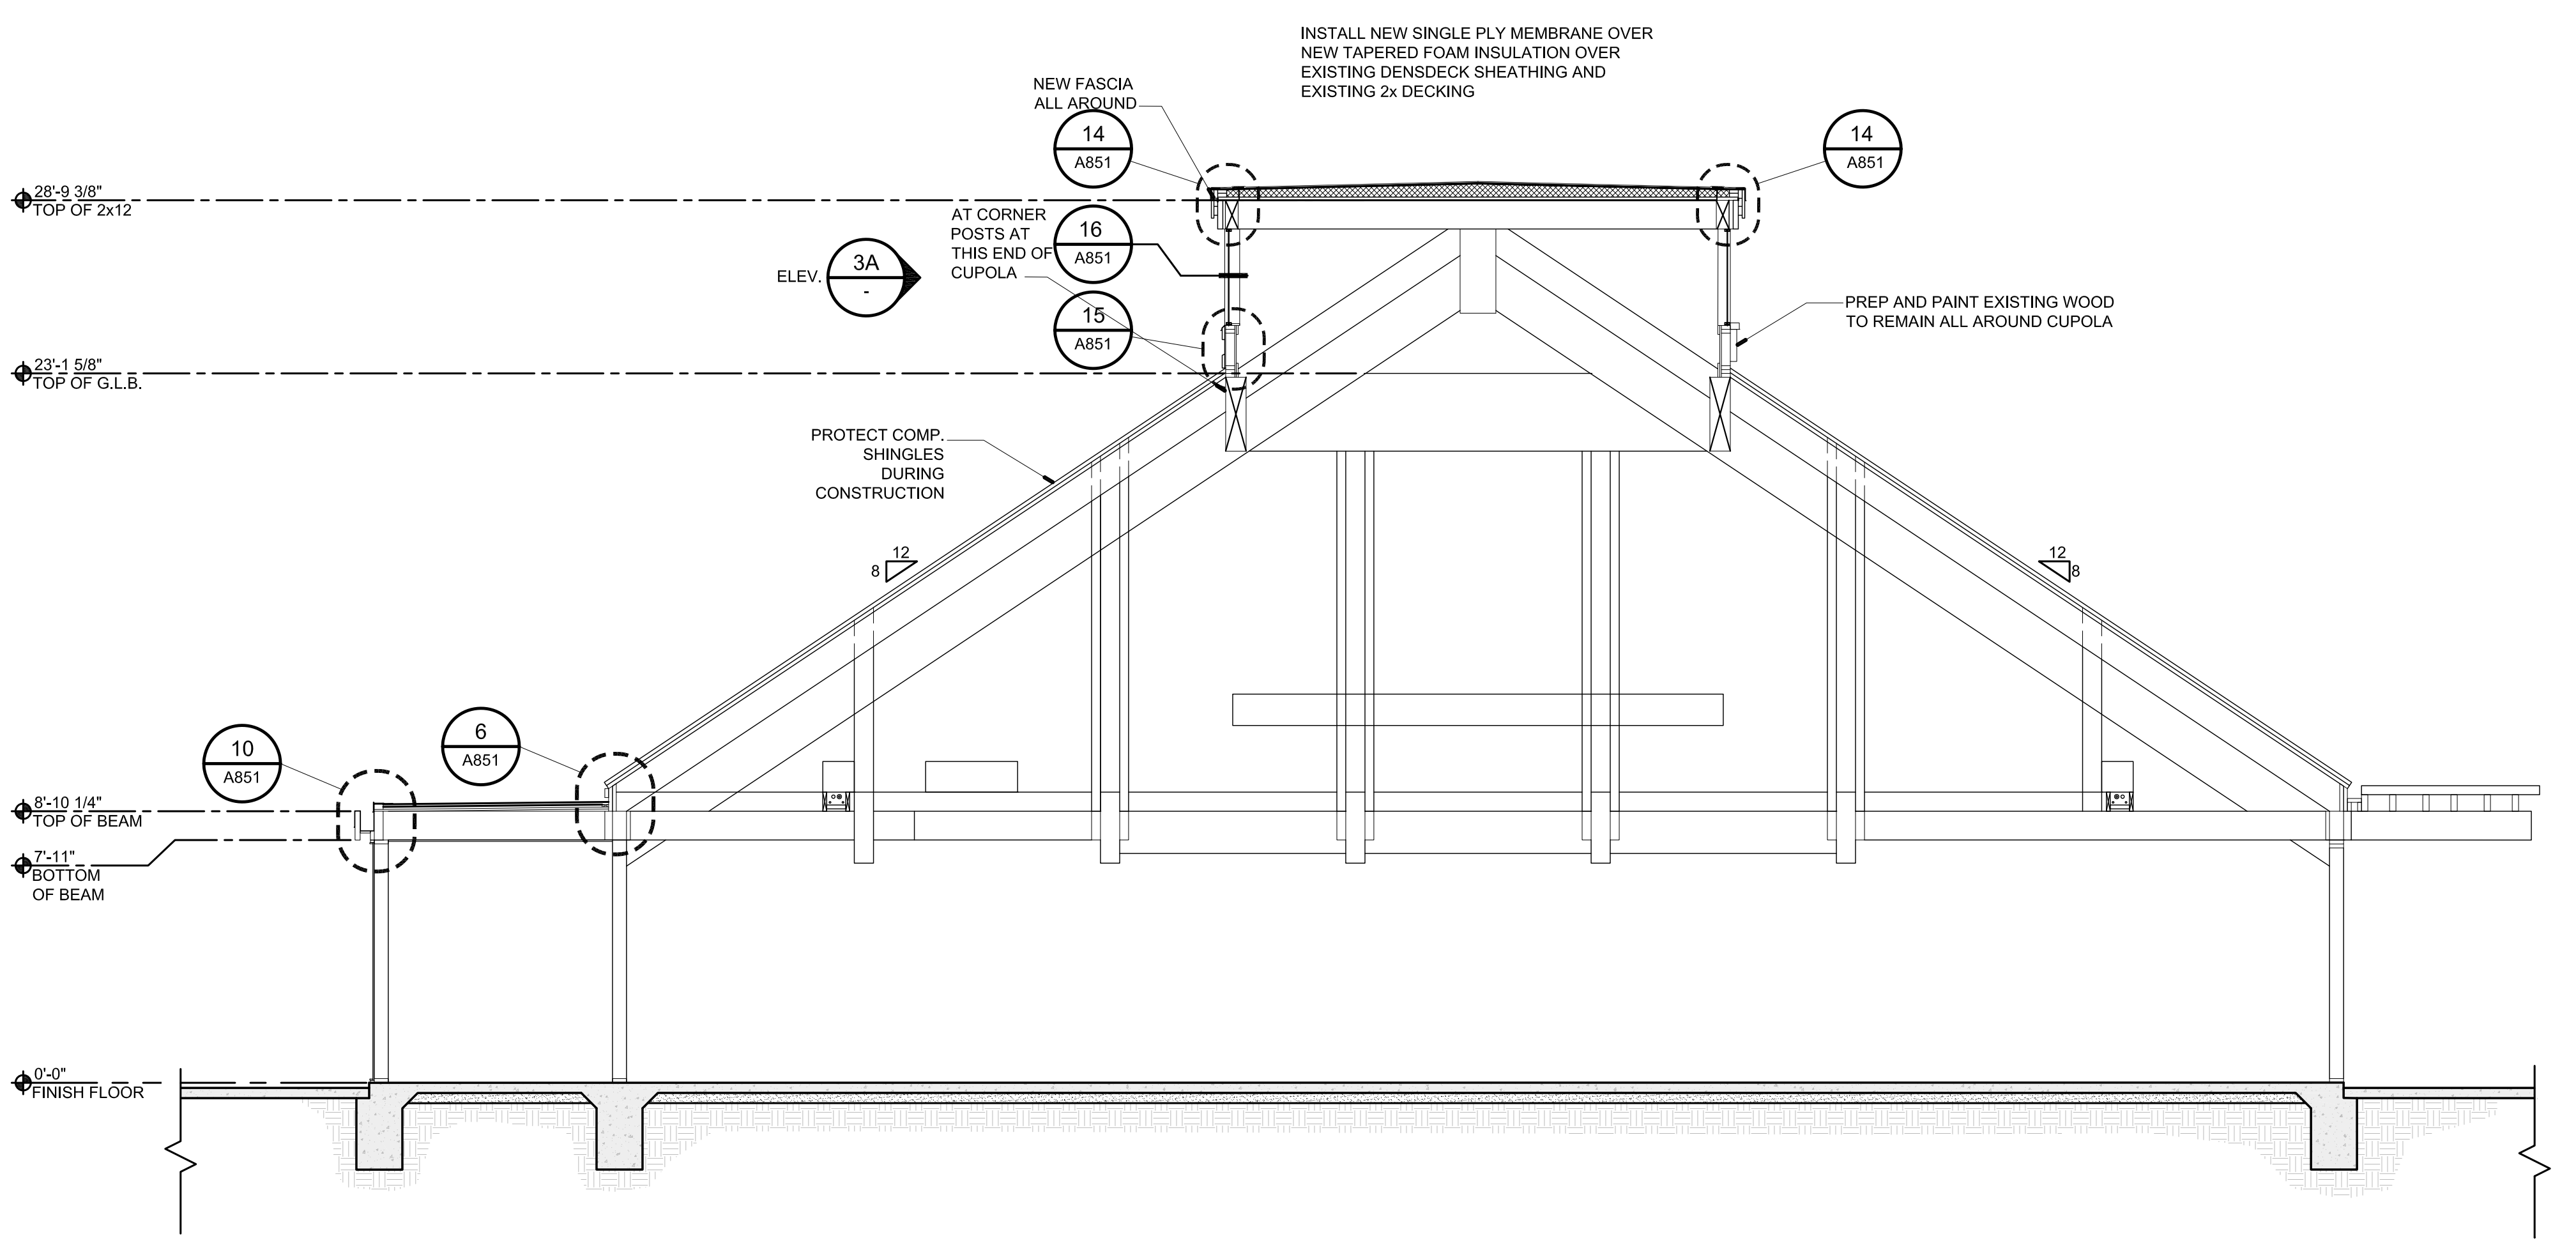 INSTALL NEW SINGLE PLY MEMBRANE OVER
NEW TAPERED FOAM INSULATION OVER
EXISTING DENSDECK SHEATHING AND
EXISTING 2x DECKING
NEW FASCIA
ALL AROUND
14
A851
14
A851
28'-9 3/8"
TOP OF 2x12
AT CORNER
POSTS AT
THIS END OF
CUPOLA
16
A851
ELEV.
3A
-
15
A851
PREP AND PAINT EXISTING WOOD
TO REMAIN ALL AROUND CUPOLA
23'-1 5/8"
TOP OF G.L.B.
PROTECT COMP.
SHINGLES
DURING
CONSTRUCTION
12
8
12
8
10
A851
6
A851
8'-10 1/4"
TOP OF BEAM
7'-11"
BOTTOM
OF BEAM
0'-0"
FINISH FLOOR